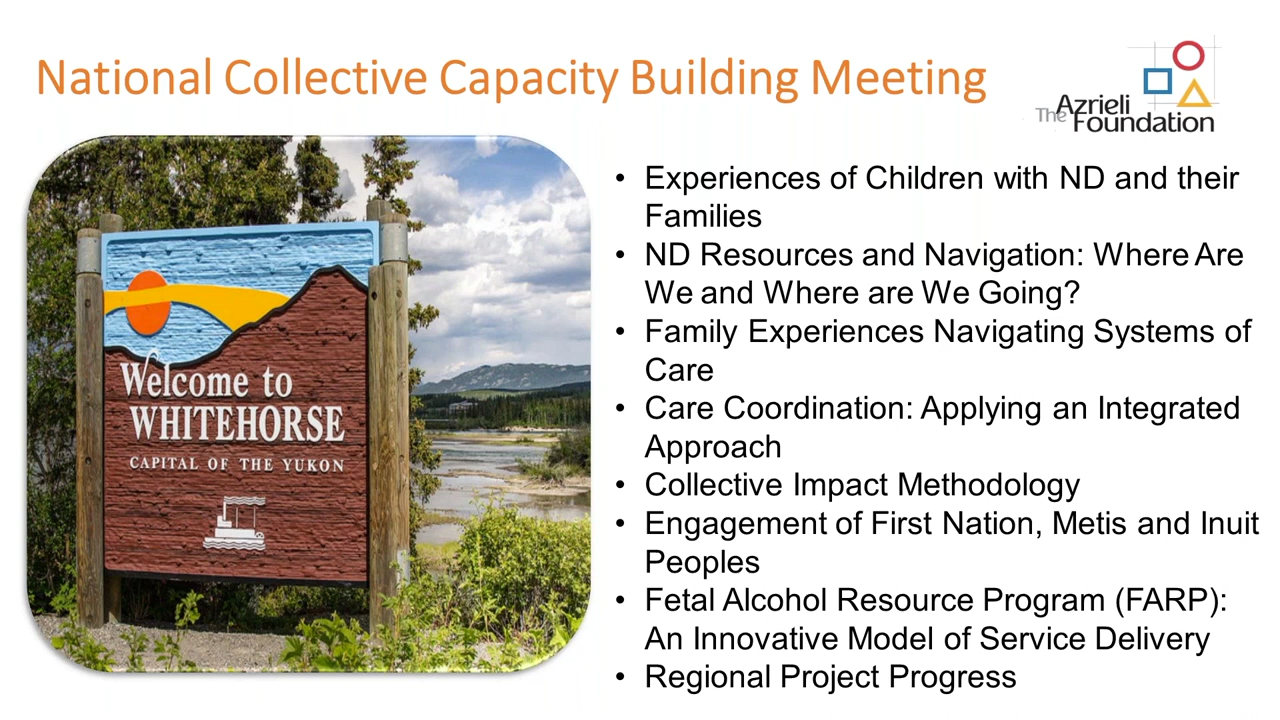 National Collective Capacity Building Meeting
The Azrieli
Foundation
Welcome to
WHITEHORSE
CAPITAL OF THE YUKON
• Experiences of Children with ND and their
Families
• ND Resources and Navigation: Where Are
We and Where are We Going?
• Family Experiences Navigating Systems of
Care
• Care Coordination: Applying an Integrated
Approach
• Collective Impact Methodology
• Engagement of First Nation, Metis and Inuit
Peoples
• Fetal Alcohol Resource Program (FARP):
An Innovative Model of Service Delivery
• Regional Project Progress